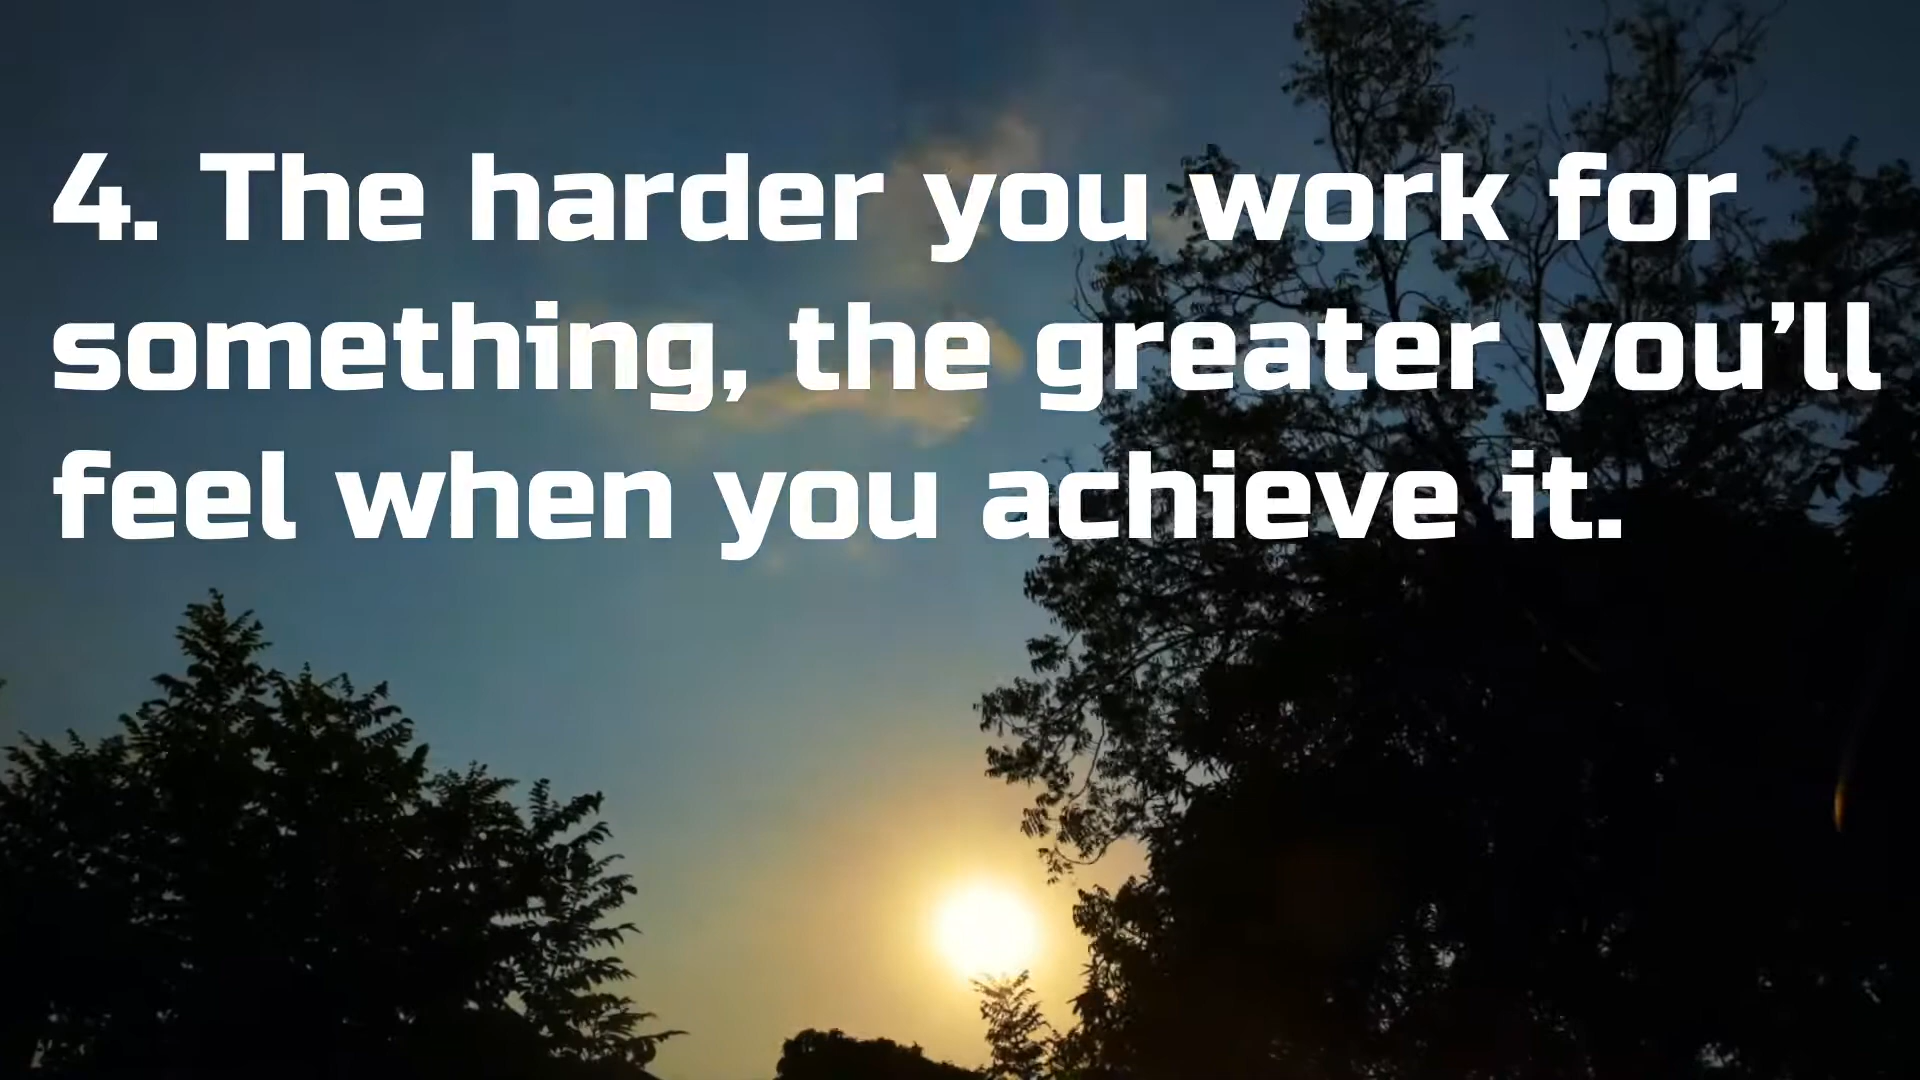 4. The harder you work for
something, the greater you’ll
feel when you achieve it.